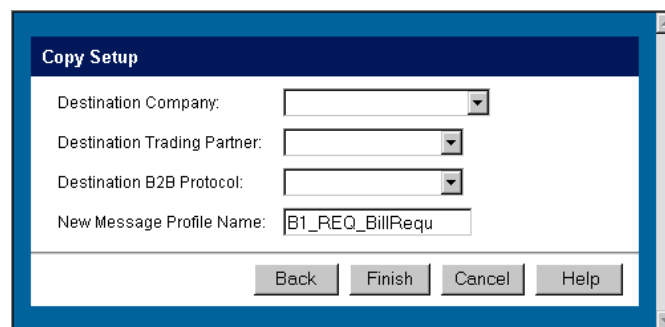 Copy Setup
Destination Company:
Destination Trading Partner:
Destination B2B Protocol:
New Message Profile Name: B1_REQ_BillRequ
Back Finish Cancel Help